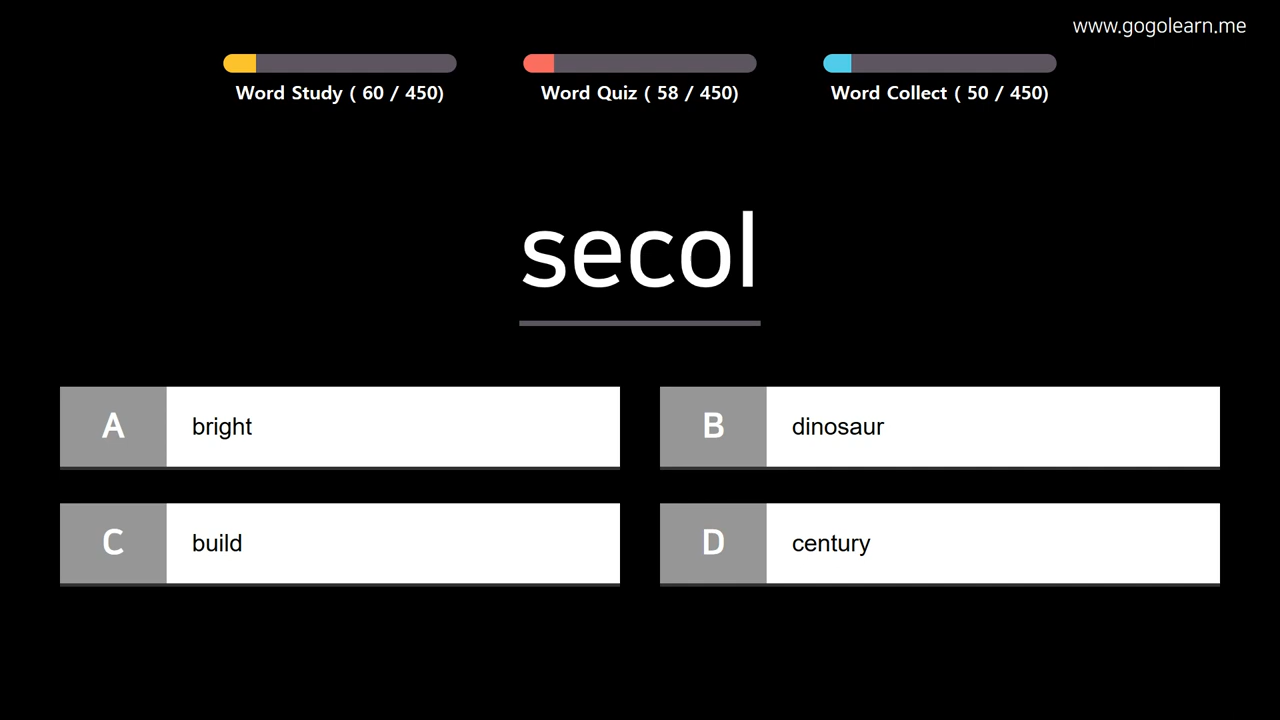 www.gogolearn.me
Word Study ( 60 / 450)
Word Quiz ( 58 / 450)
Word Collect ( 50 / 450)
secol
A bright
B dinosaur
C build
D century